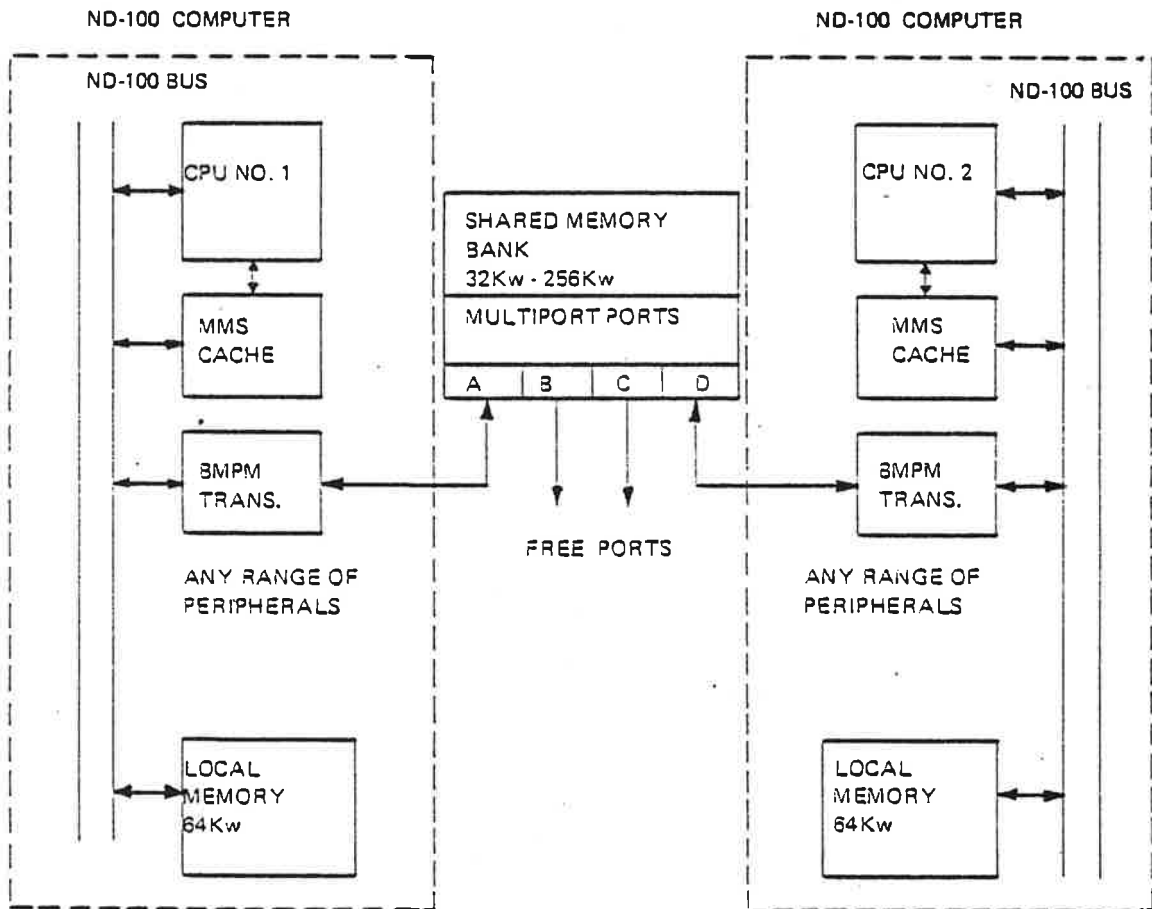 ND-100 COMPUTER
ND-100 BUS
CPU NO. 1
MMS
CACHE
BMPM
TRANS.
ANY RANGE OF
PERIPHERALS
LOCAL
MEMORY
64Kw
SHARED MEMORY
BANK
32Kw - 256Kw
MULTIPORT PORTS
A B C D
FREE PORTS
ND-100 COMPUTER
ND-100 BUS
CPU NO. 2
MMS
CACHE
BMPM
TRANS.
ANY RANGE OF
PERIPHERALS
LOCAL
MEMORY
64Kw